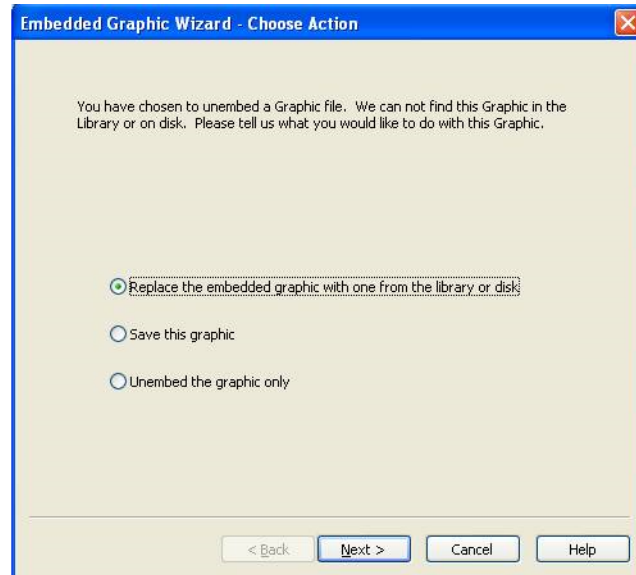 Embedded Graphic Wizard - Choose Action
You have chosen to unembed a Graphic file. We can not find this Graphic in the
Library or on disk. Please tell us what you would like to do with this Graphic.
Replace the embedded graphic with one from the library or disk
Save this graphic
Unembed the graphic only
< Back Next > Cancel Help